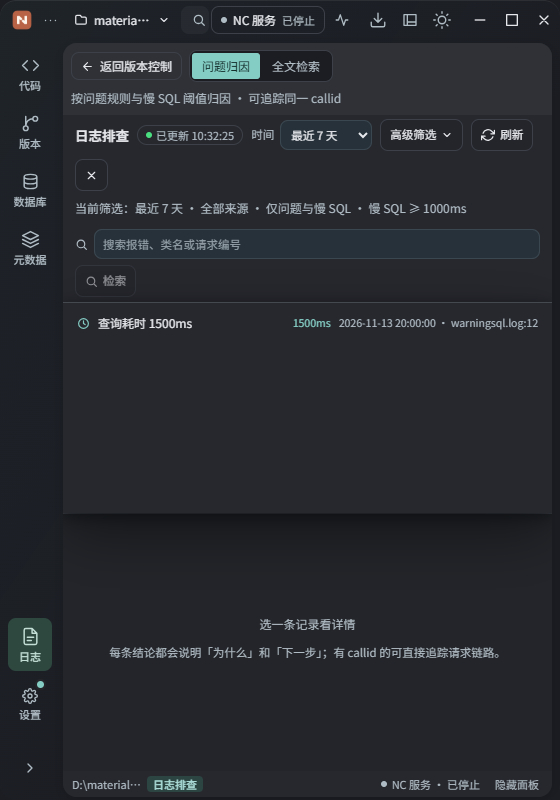 N ··· materia··· NC 服务 已停止
代码
版本
数据库
元数据
日志
设置
返回版本控制 问题归因 全文检索
按问题规则与慢 SQL 阈值归因 · 可追踪同一 callid
日志排查 已更新 10:32:25 时间 最近 7 天 高级筛选 刷新
当前筛选：最近 7 天 · 全部来源 · 仅问题与慢 SQL · 慢 SQL ≥ 1000ms
搜索报错、类名或请求编号
检索
查询耗时 1500ms 1500ms 2026-11-13 20:00:00 · warningsql.log:12
选一条记录看详情
每条结论都会说明「为什么」和「下一步」；有 callid 的可直接追踪请求链路。
D:\material··· 日志排查 NC 服务 · 已停止 隐藏面板